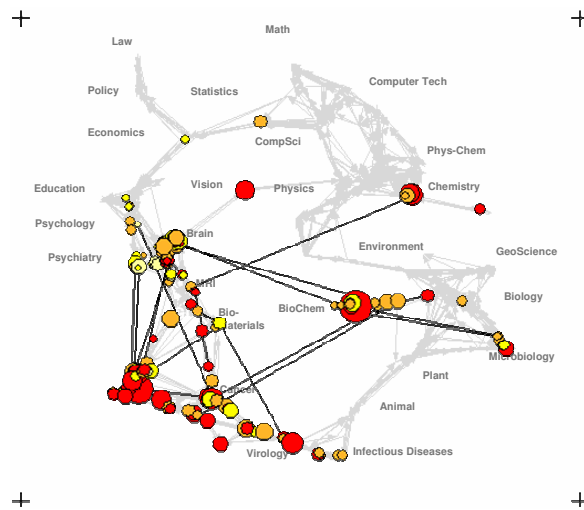 Math
Law
Computer Tech
Policy
Statistics
Economics
CompSci
Phys-Chem
Vision
Physics
Chemistry
Education
Psychology
Brain
Environment
GeoScience
Psychiatry
MRI
Biology
BioChem
Bio-
Materials
Microbiology
Plant
Cancer
Animal
Virology
Infectious Diseases